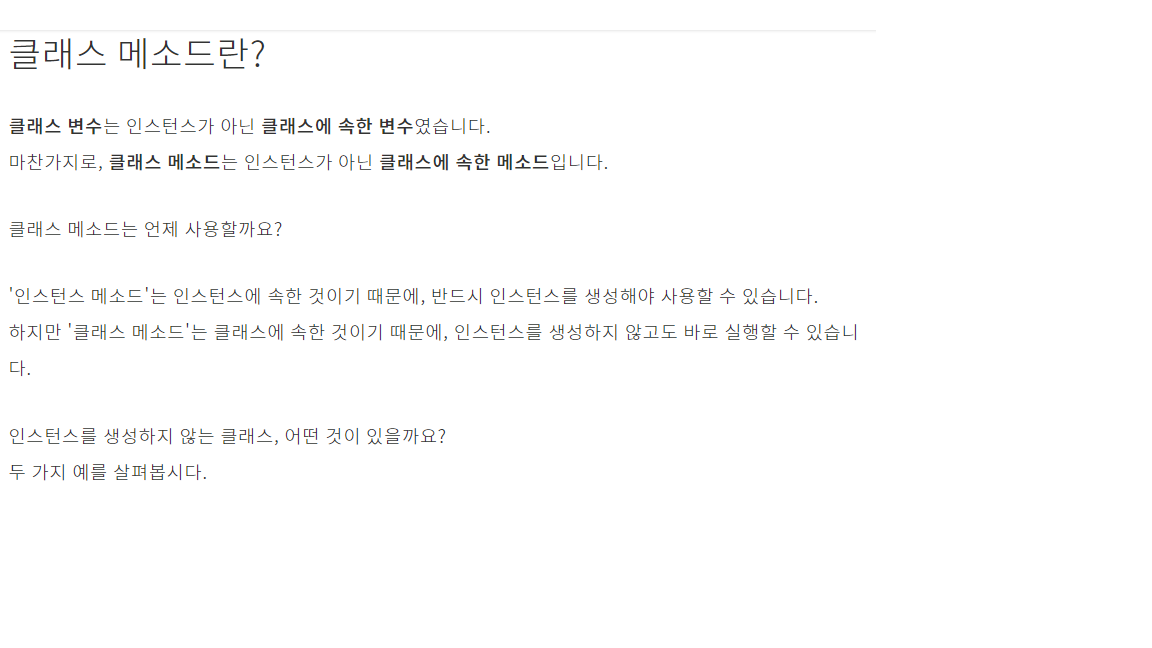 클래스 메소드란?
클래스 변수는 인스턴스가 아닌 클래스에 속한 변수였습니다.
마찬가지로, 클래스 메소드는 인스턴스가 아닌 클래스에 속한 메소드입니다.
클래스 메소드는 언제 사용할까요?
'인스턴스 메소드'는 인스턴스에 속한 것이기 때문에, 반드시 인스턴스를 생성해야 사용할 수 있습니다.
하지만 '클래스 메소드'는 클래스에 속한 것이기 때문에, 인스턴스를 생성하지 않고도 바로 실행할 수 있습니
다.
인스턴스를 생성하지 않는 클래스, 어떤 것이 있을까요?
두 가지 예를 살펴봅시다.